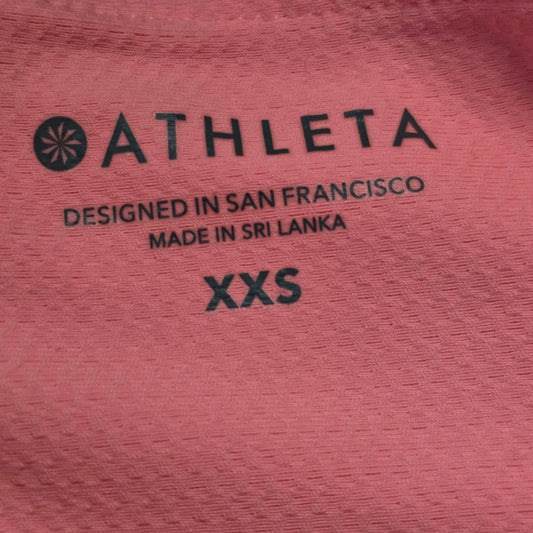 ATHLETA
DESIGNED IN SAN FRANCISCO
MADE IN SRI LANKA
XXS